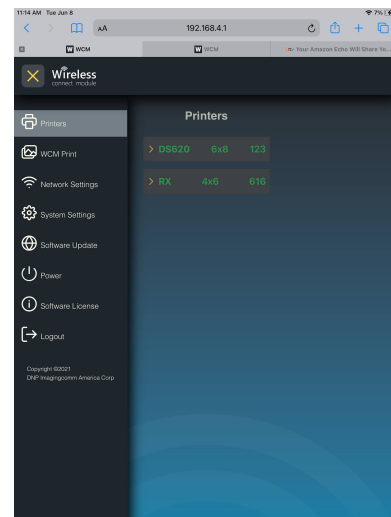 11:14 AM Tue Jun 8
7%
AA
192.168.4.1
W WCM
W WCM
Your Amazon Echo Will Share Yo...
Wireless
connect. module
Printers
WCM Print
Network Settings
System Settings
Software Update
Power
Software License
Logout
Copyright ©2021
DNP Imagingcomm America Corp
Printers
> DS620 6x8 123
> RX 4x6 616